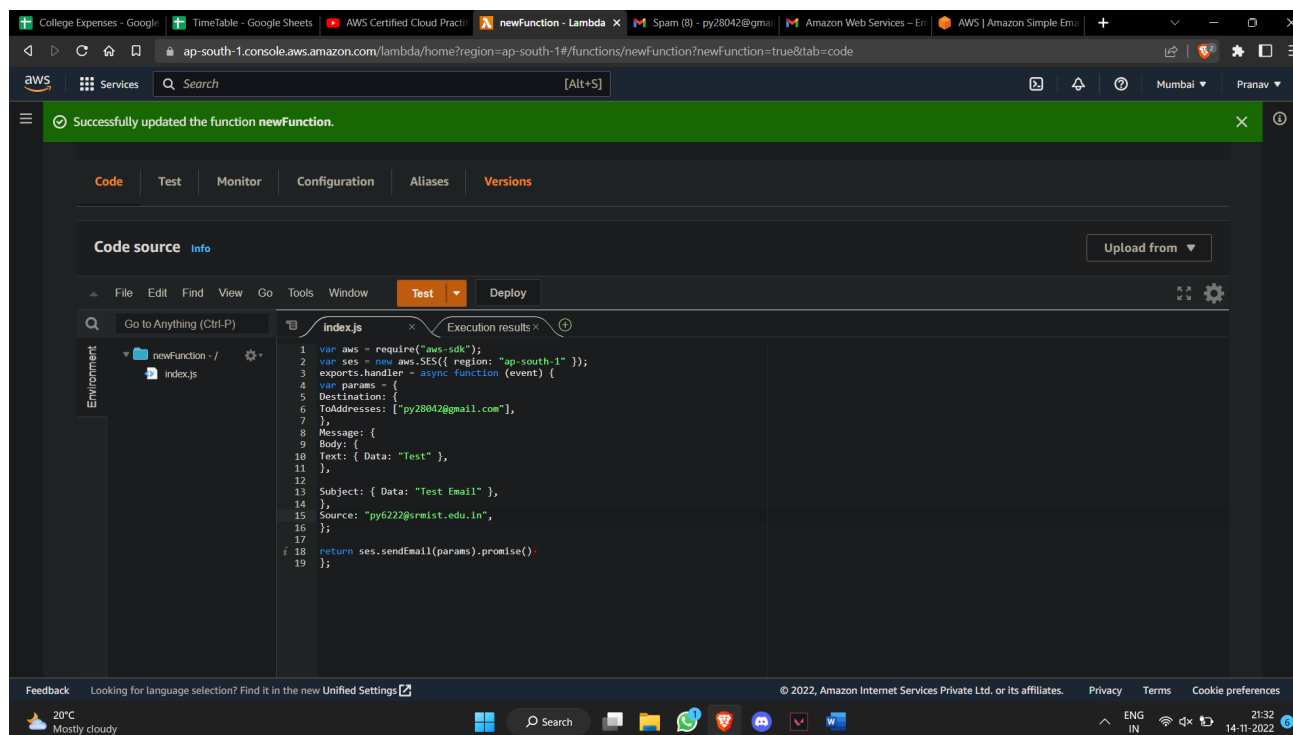 College Expenses - Google
TimeTable - Google Sheets
AWS Certified Cloud Practit
newFunction - Lambda
Spam (8) - py28042@gmai
Amazon Web Services – Em
AWS | Amazon Simple Ema
ap-south-1.console.aws.amazon.com/lambda/home?region=ap-south-1#/functions/newFunction?newFunction=true&tab=code
2
aws Services Search [Alt+S] Mumbai Pranav
Successfully updated the function newFunction.
Code Test Monitor Configuration Aliases Versions
Code source Info Upload from
File Edit Find View Go Tools Window Test Deploy
Go to Anything (Ctrl-P) index.js Execution results
Environment
newFunction - /
index.js
1 var aws = require("aws-sdk");
2 var ses = new aws.SES({ region: "ap-south-1" });
3 exports.handler = async function (event) {
4 var params = {
5 Destination: {
6 ToAddresses: ["py28042@gmail.com"],
7 },
8 Message: {
9 Body: {
10 Text: { Data: "Test" },
11 },
12
13 Subject: { Data: "Test Email" },
14 },
15 Source: "py6222@srmist.edu.in",
16 };
17
i 18 return ses.sendEmail(params).promise()
19 };
Feedback Looking for language selection? Find it in the new Unified Settings © 2022, Amazon Internet Services Private Ltd. or its affiliates. Privacy Terms Cookie preferences
20°C
Mostly cloudy
Search
ENG
IN
21:32
14-11-2022
6